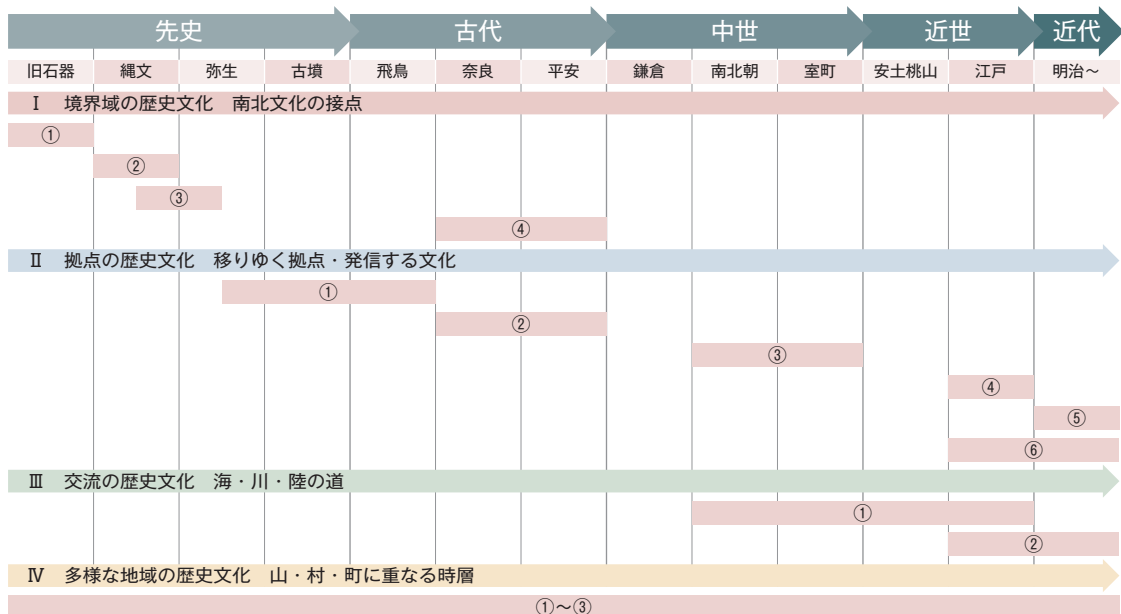 先史 古代 中世 近世 近代
旧石器 縄文 弥生 古墳 飛鳥 奈良 平安 鎌倉 南北朝 室町 安土桃山 江戸 明治〜
Ⅰ 境界域の歴史文化 南北文化の接点
①
②
③
④
Ⅱ 拠点の歴史文化 移りゆく拠点・発信する文化
①
②
③
④
⑤
⑥
Ⅲ 交流の歴史文化 海・川・陸の道
①
②
Ⅳ 多様な地域の歴史文化 山・村・町に重なる時層
①〜③